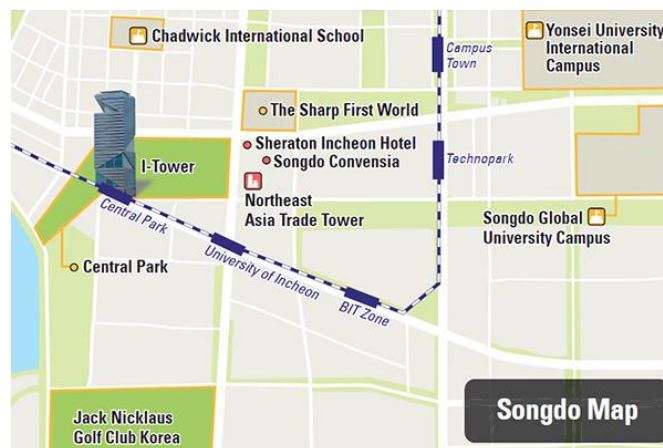 Chadwick International School
Campus
Town
Yonsei University
International
Campus
The Sharp First World
Sheraton Incheon Hotel
Songdo Convensia
Technopark
I-Tower
Northeast
Asia Trade Tower
Central Park
University of Incheon
BIT Zone
Songdo Global
University Campus
Central Park
Jack Nicklaus
Golf Club Korea
Songdo Map